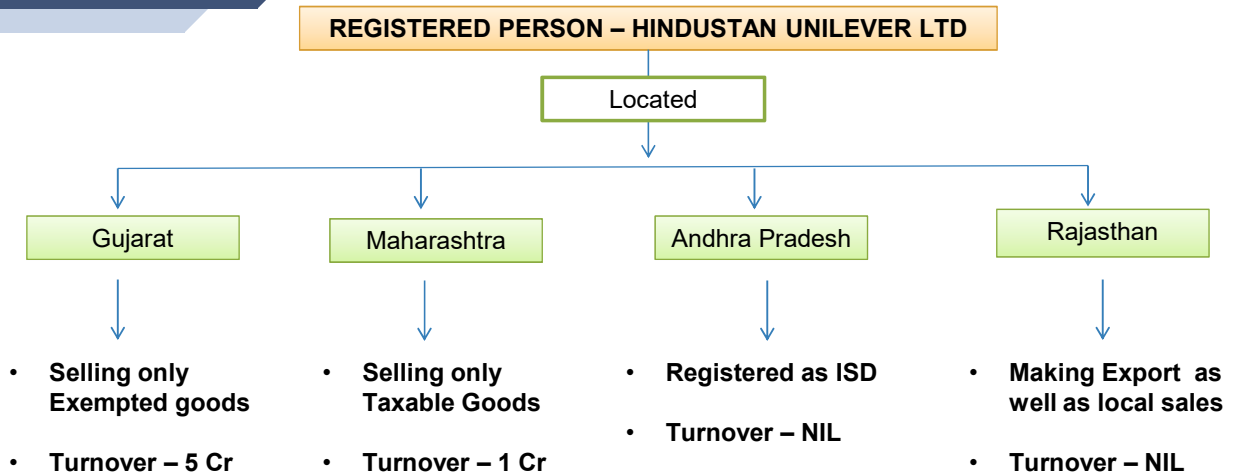 REGISTERED PERSON – HINDUSTAN UNILEVER LTD
Located
Gujarat
Maharashtra
Andhra Pradesh
Rajasthan
• Selling only
Exempted goods
• Turnover – 5 Cr
• Selling only
Taxable Goods
• Turnover – 1 Cr
• Registered as ISD
• Turnover – NIL
• Making Export as
well as local sales
• Turnover – NIL